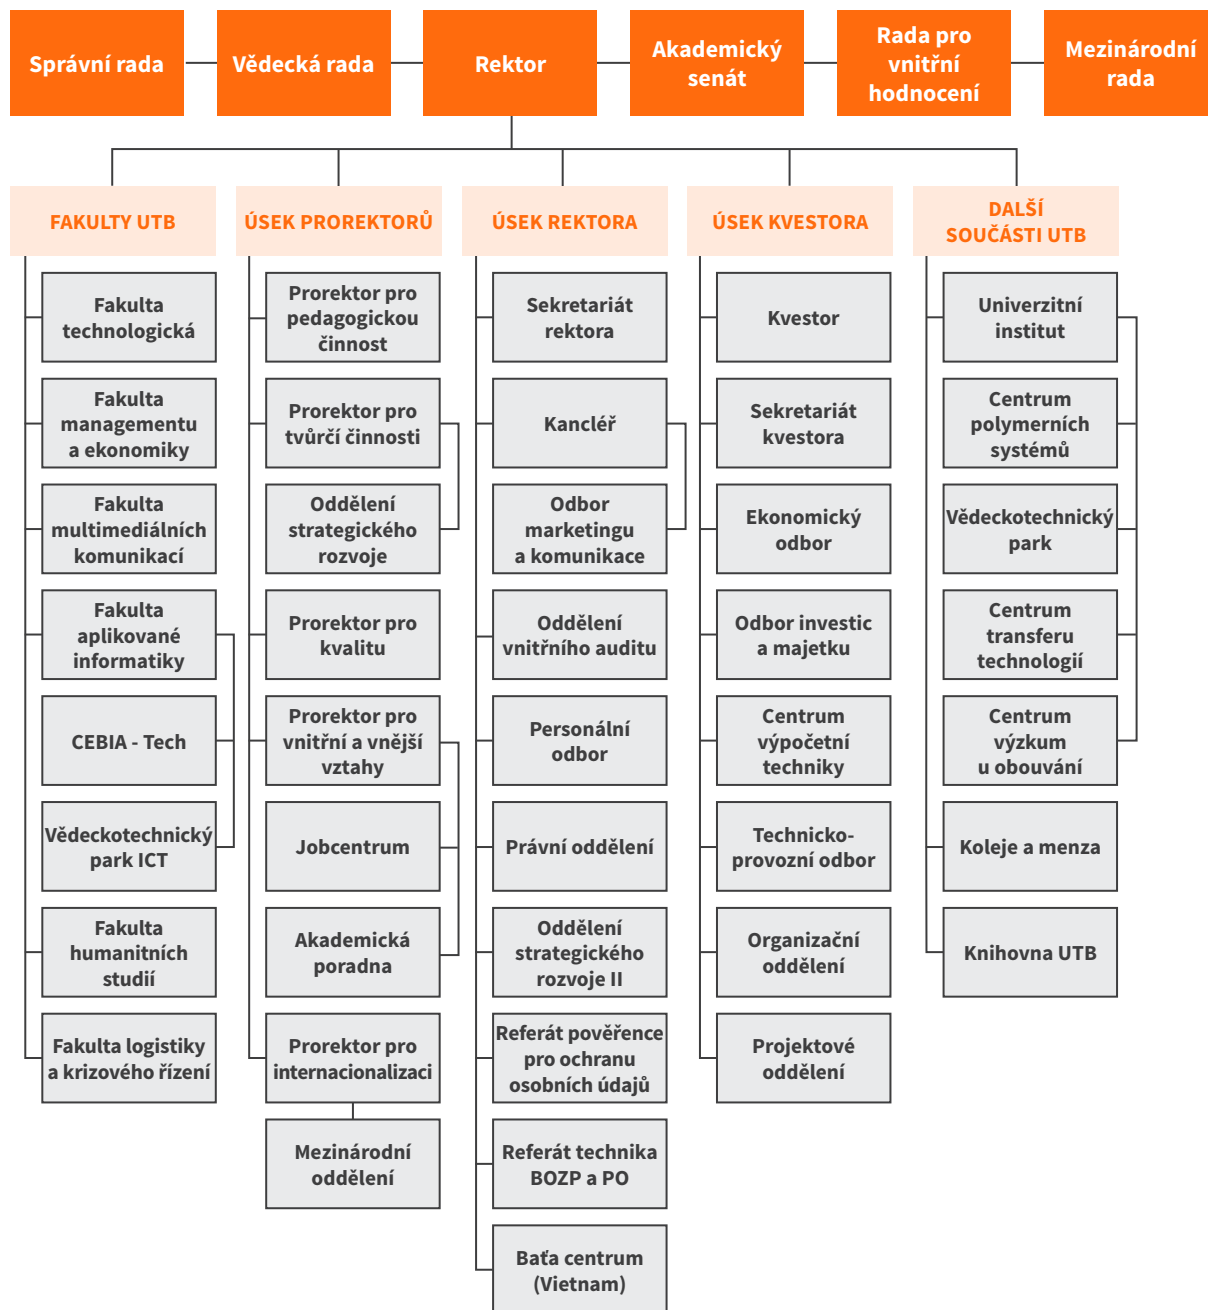 Správní rada
Vědecká rada
Rektor
Akademický
senát
Rada pro
vnitřní
hodnocení
Mezinárodní
rada
FAKULTY UTB
Fakulta
technologická
Fakulta
managementu
a ekonomiky
Fakulta
multimediálních
komunikací
Fakulta
aplikované
informatiky
CEBIA - Tech
Vědeckotechnický
park ICT
Fakulta
humanitních
studií
Fakulta logistiky
a krizového řízení
ÚSEK PROREKTORŮ
Prorektor pro
pedagogickou
činnost
Prorektor pro
tvůrčí činnosti
Oddělení
strategického
rozvoje
Prorektor pro
kvalitu
Prorektor pro
vnitřní a vnější
vztahy
Jobcentrum
Akademická
poradna
Prorektor pro
internacionalizaci
Mezinárodní
oddělení
ÚSEK REKTORA
Sekretariát
rektora
Kancléř
Odbor
marketingu
a komunikace
Oddělení
vnitřního auditu
Personální
odbor
Právní oddělení
Oddělení
strategického
rozvoje II
Referát pověřence
pro ochranu
osobních údajů
Referát technika
BOZP a PO
Baťa centrum
(Vietnam)
ÚSEK KVESTORA
Kvestor
Sekretariát
kvestora
Ekonomický
odbor
Odbor investic
a majetku
Centrum
výpočetní
techniky
Technicko-
provozní odbor
Organizační
oddělení
Projektové
oddělení
DALŠÍ
SOUČÁSTI UTB
Univerzitní
institut
Centrum
polymerních
systémů
Vědeckotechnický
park
Centrum
transferu
technologií
Centrum
výzkum
u obouvání
Koleje a menza
Knihovna UTB